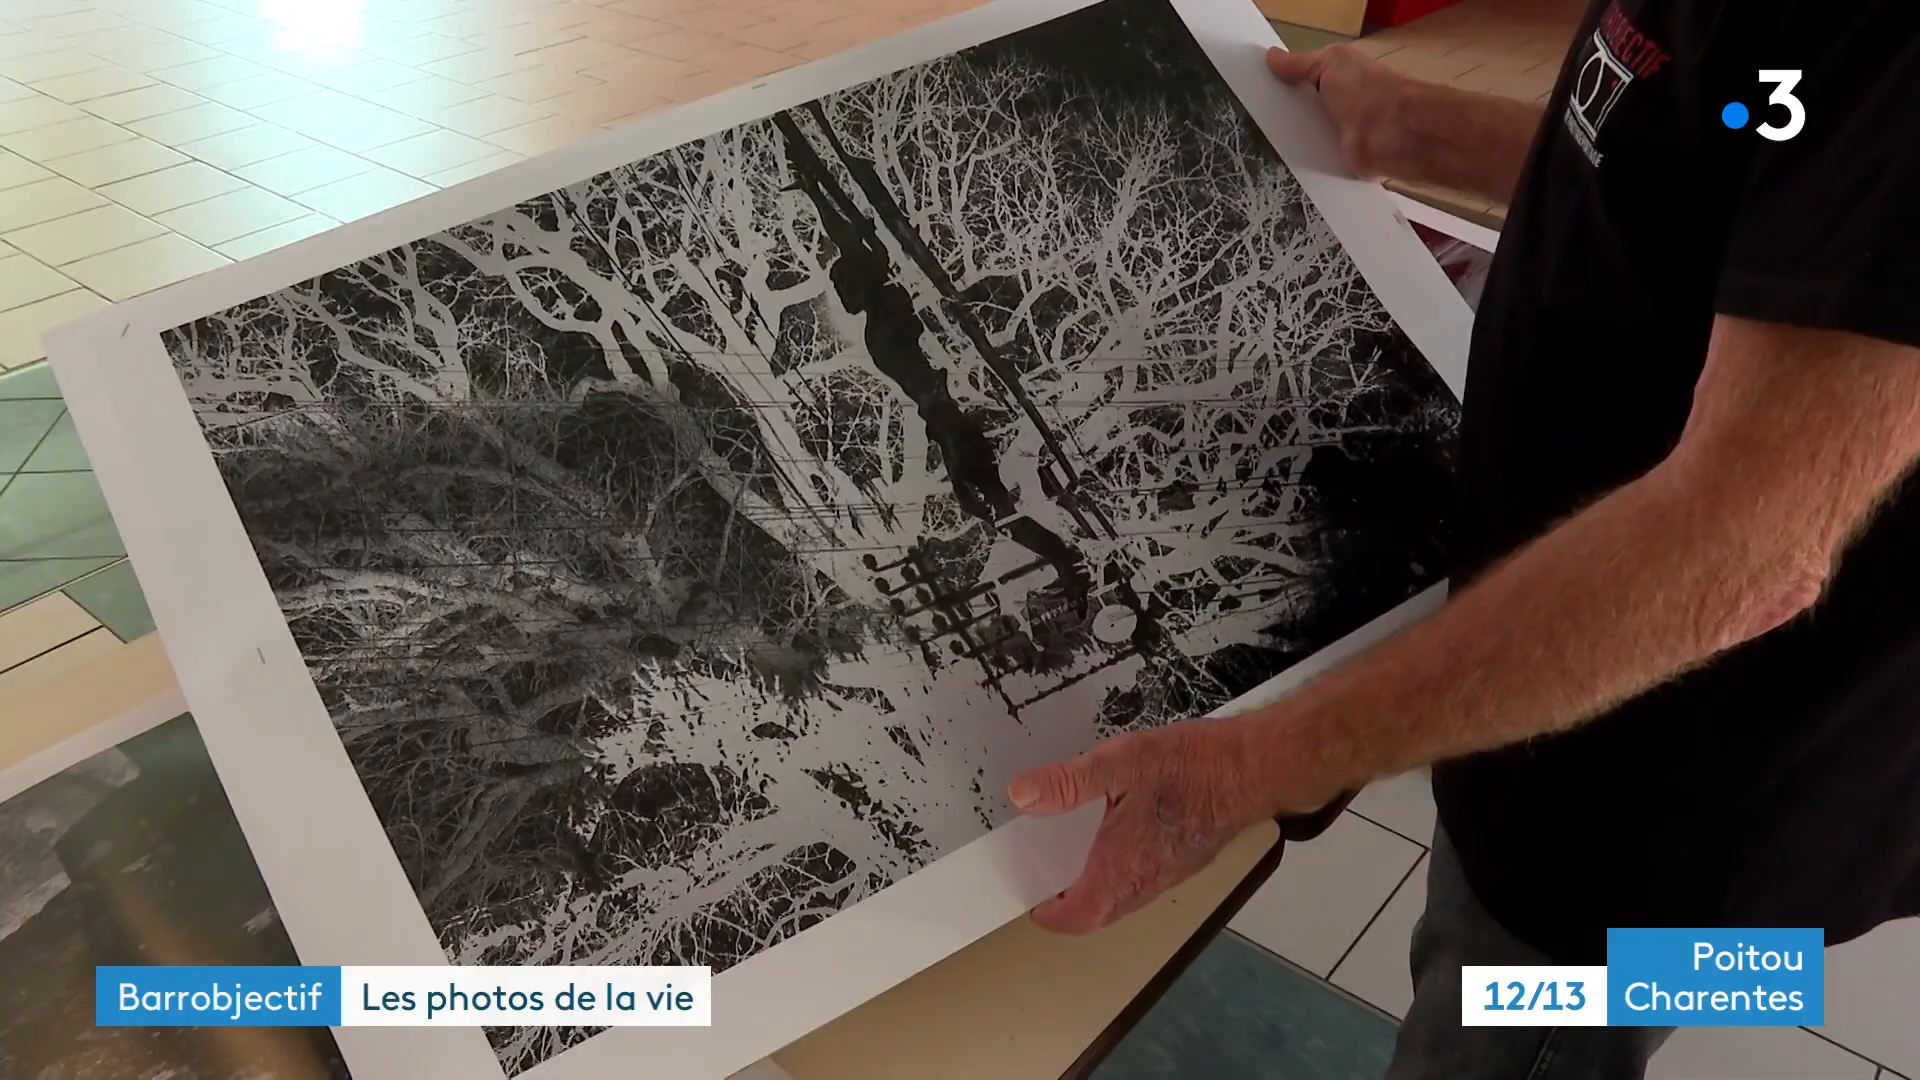 3
Barrobjectif
Les photos de la vie
12/13
Poitou
Charentes